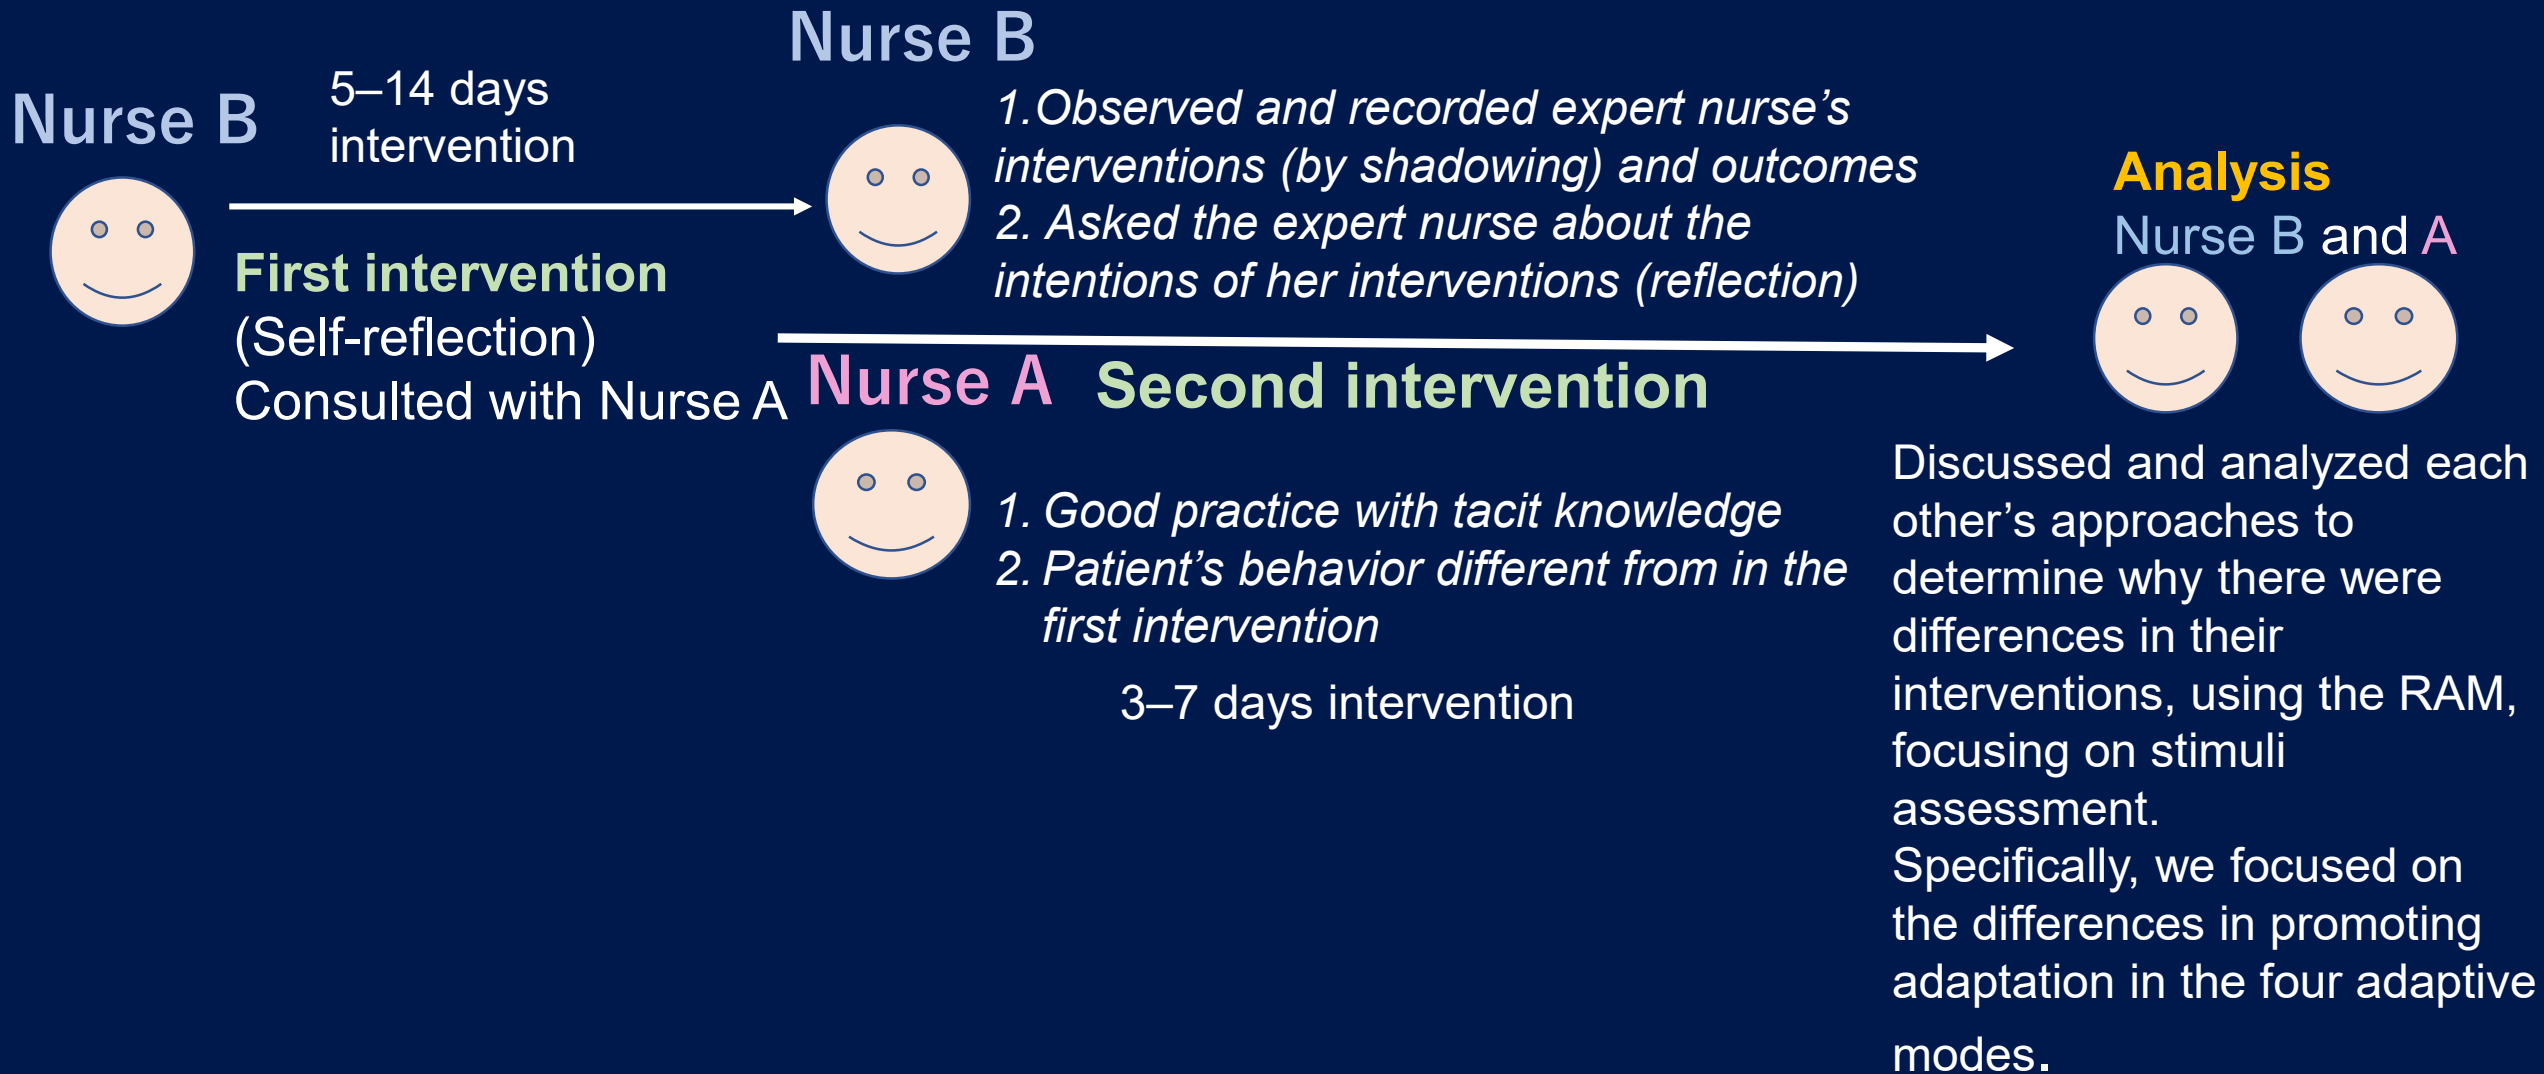 Nurse B
5–14 days
intervention
First intervention
(Self-reflection)
Consulted with Nurse A
Nurse B
1.Observed and recorded expert nurse’s
interventions (by shadowing) and outcomes
2. Asked the expert nurse about the
intentions of her interventions (reflection)
Nurse A
Second intervention
1. Good practice with tacit knowledge
2. Patient’s behavior different from in the
first intervention
3–7 days intervention
Analysis
Nurse B and A
Discussed and analyzed each
other’s approaches to
determine why there were
differences in their
interventions, using the RAM,
focusing on stimuli
assessment.
Specifically, we focused on
the differences in promoting
adaptation in the four adaptive
modes.